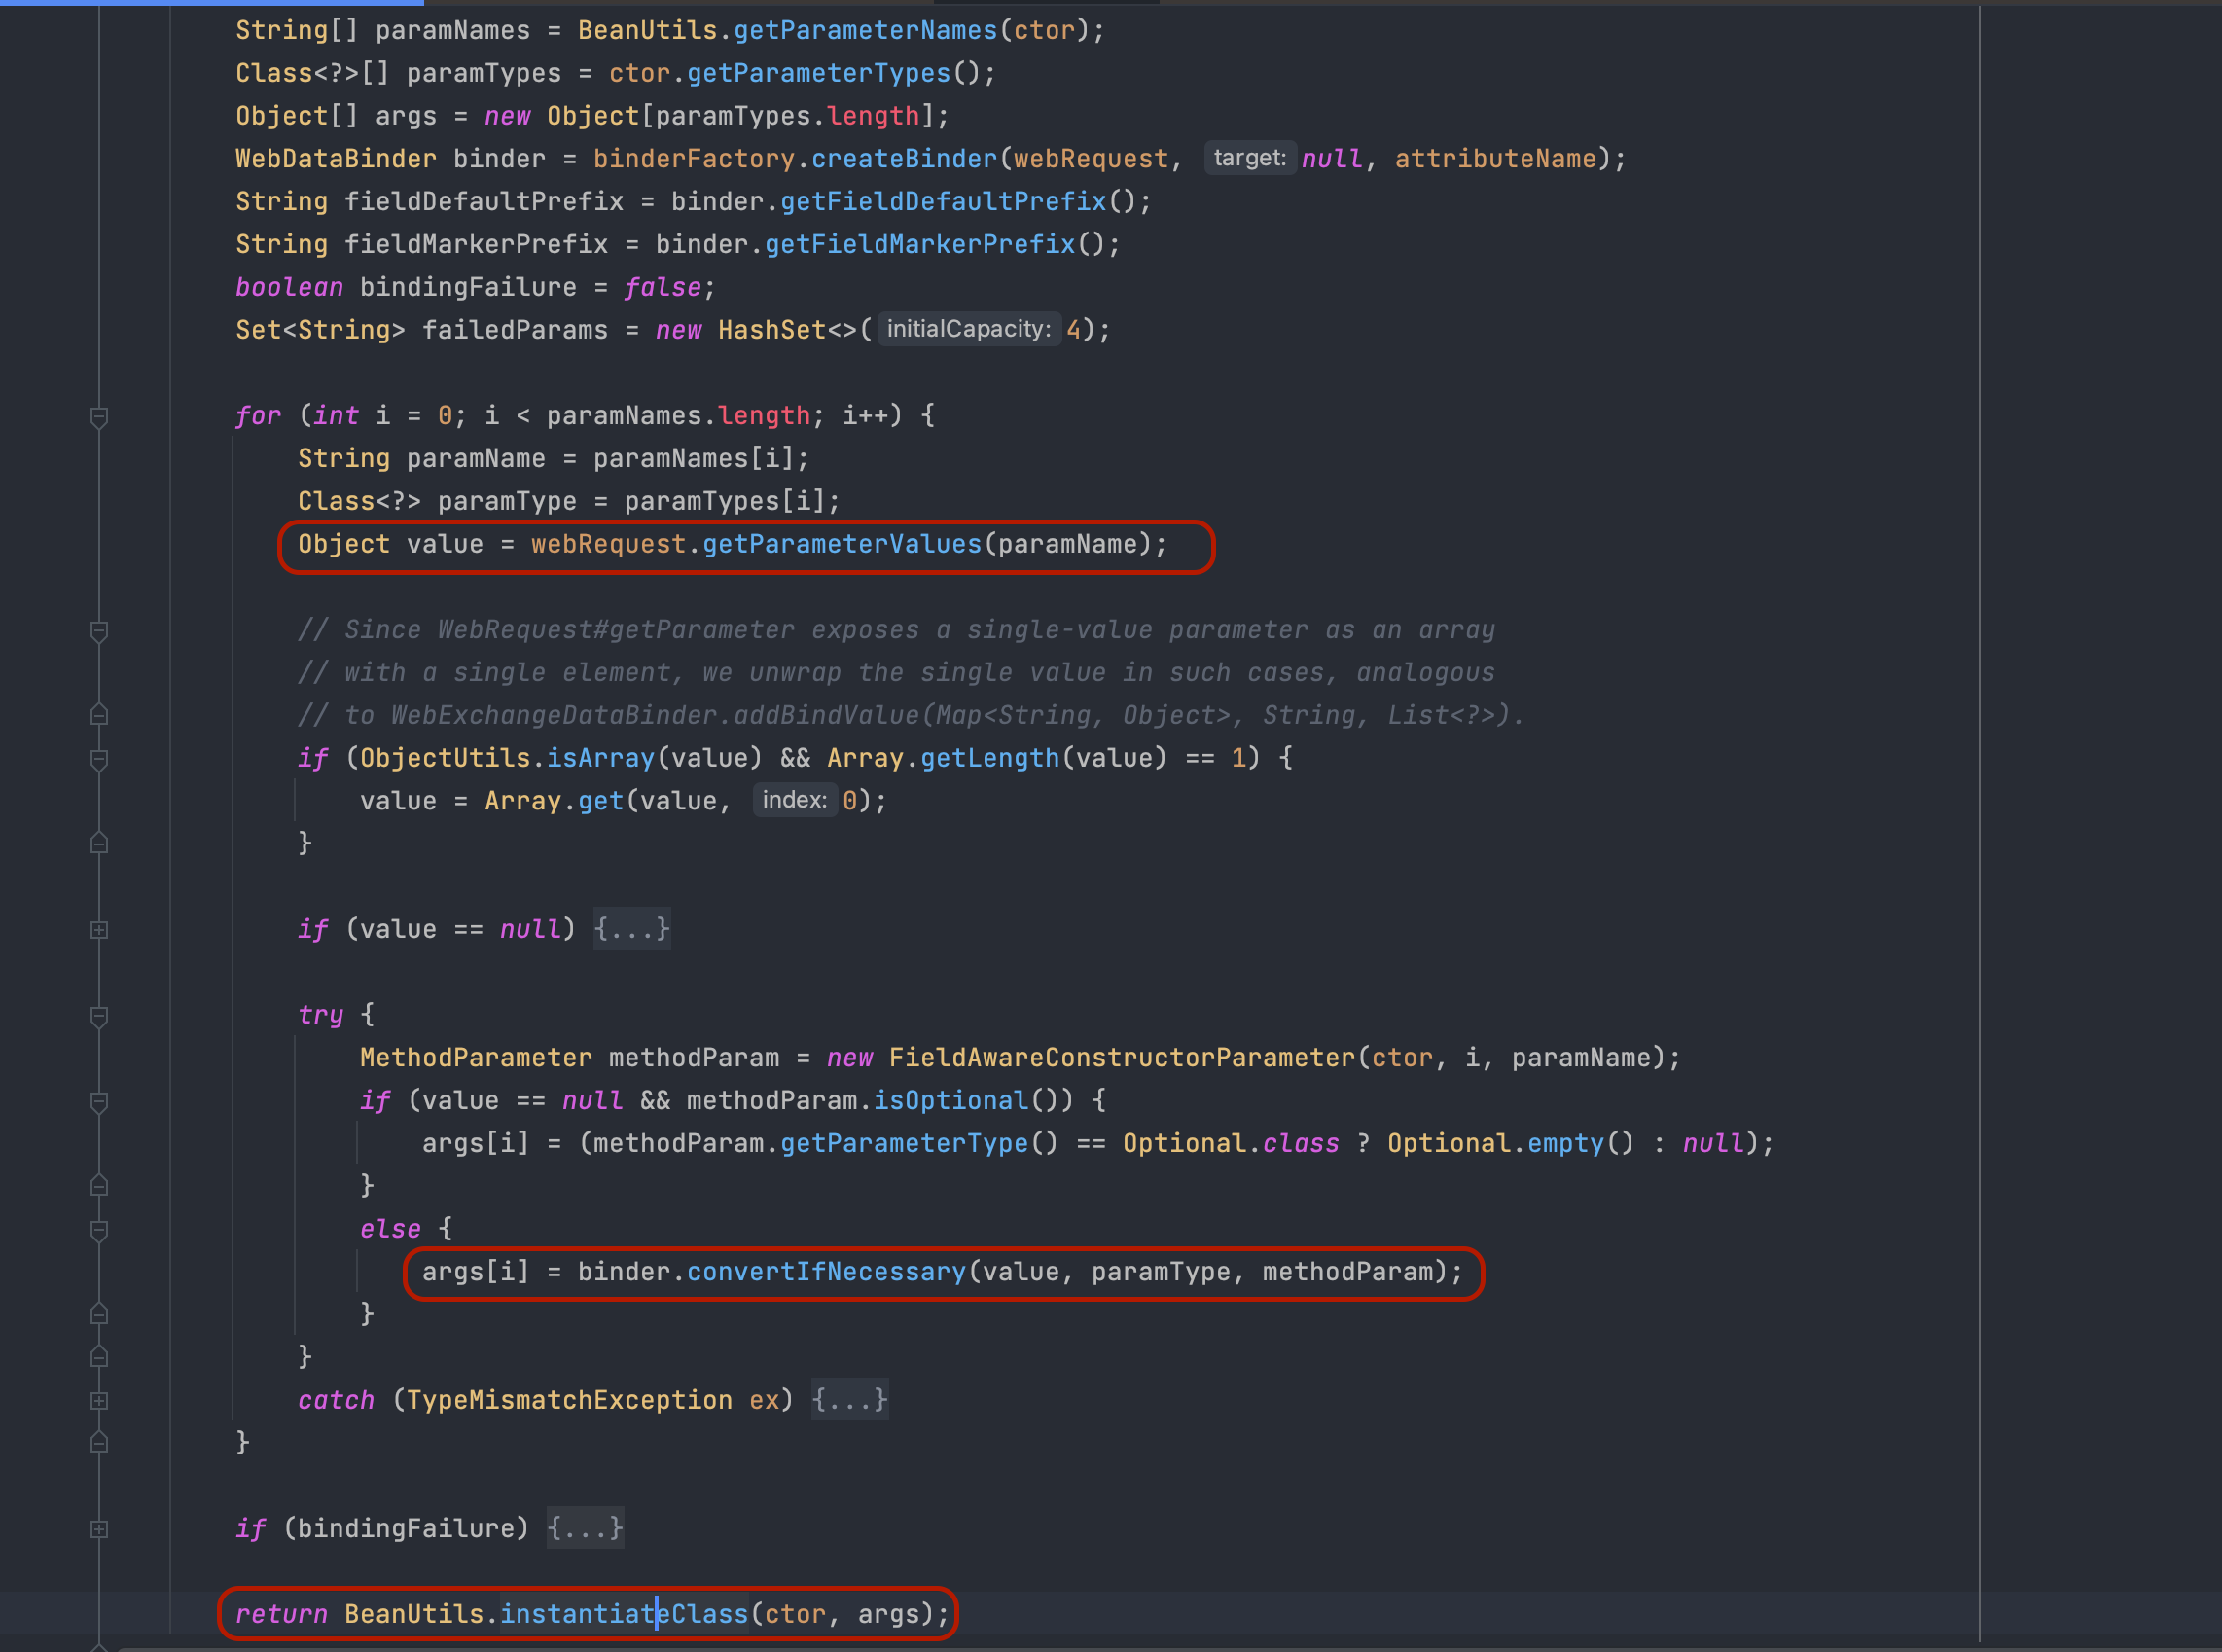 String[] paramNames = BeanUtils.getParameterNames(ctor);
Class<?>[] paramTypes = ctor.getParameterTypes();
Object[] args = new Object[paramTypes.length];
WebDataBinder binder = binderFactory.createBinder(webRequest, target: null, attributeName);
String fieldDefaultPrefix = binder.getFieldDefaultPrefix();
String fieldMarkerPrefix = binder.getFieldMarkerPrefix();
boolean bindingFailure = false;
Set<String> failedParams = new HashSet<>( initialCapacity: 4);
for (int i = 0; i < paramNames.length; i++) {
String paramName = paramNames[i];
Class<?> paramType = paramTypes[i];
Object value = webRequest.getParameterValues(paramName);
// Since WebRequest#getParameter exposes a single-value parameter as an array
// with a single element, we unwrap the single value in such cases, analogous
// to WebExchangeDataBinder.addBindValue(Map<String, Object>, String, List<?>).
if (ObjectUtils.isArray(value) && Array.getLength(value) == 1) {
value = Array.get(value, index: 0);
}
if (value == null) {...}
try {
MethodParameter methodParam = new FieldAwareConstructorParameter(ctor, i, paramName);
if (value == null && methodParam.isOptional()) {
args[i] = (methodParam.getParameterType() == Optional.class ? Optional.empty() : null);
}
else {
args[i] = binder.convertIfNecessary(value, paramType, methodParam);
}
}
catch (TypeMismatchException ex) {...}
}
if (bindingFailure) {...}
return BeanUtils.instantiateClass(ctor, args);